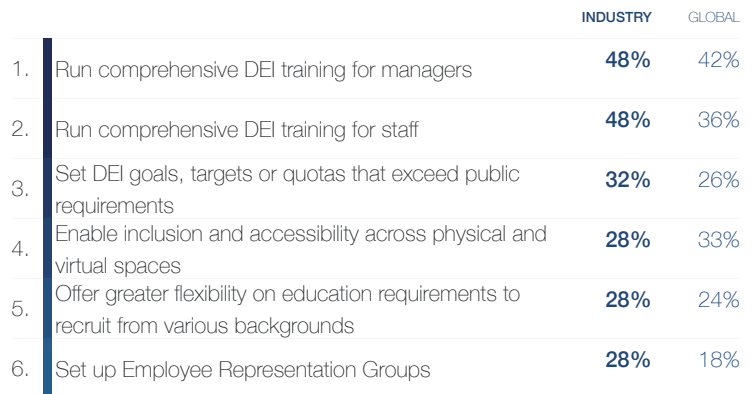 INDUSTRY GLOBAL
1. Run comprehensive DEI training for managers 48% 42%
2. Run comprehensive DEI training for staff 48% 36%
3. Set DEI goals, targets or quotas that exceed public
requirements 32% 26%
4. Enable inclusion and accessibility across physical and
virtual spaces 28% 33%
5. Offer greater flexibility on education requirements to
recruit from various backgrounds 28% 24%
6. Set up Employee Representation Groups 28% 18%